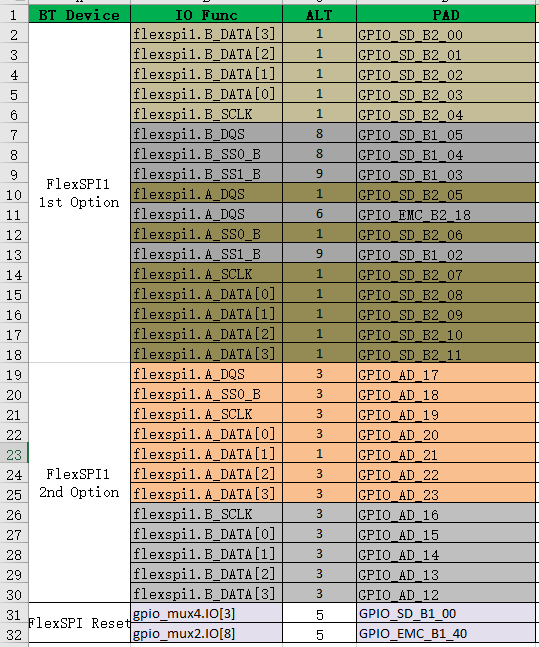 1 BT Device IO Func ALT PAD
2 flexspi1.B_DATA[3] 1 GPIO_SD_B2_00
3 flexspi1.B_DATA[2] 1 GPIO_SD_B2_01
4 flexspi1.B_DATA[1] 1 GPIO_SD_B2_02
5 flexspi1.B_DATA[0] 1 GPIO_SD_B2_03
6 flexspi1.B_SCLK 1 GPIO_SD_B2_04
7 flexspi1.B_DQS 8 GPIO_SD_B1_05
8 flexspi1.B_SS0_B 8 GPIO_SD_B1_04
9 FlexSPI1 flexspi1.B_SS1_B 9 GPIO_SD_B1_03
10 1st Option flexspi1.A_DQS 1 GPIO_SD_B2_05
11 flexspi1.A_DQS 6 GPIO_EMC_B2_18
12 flexspi1.A_SS0_B 1 GPIO_SD_B2_06
13 flexspi1.A_SS1_B 9 GPIO_SD_B1_02
14 flexspi1.A_SCLK 1 GPIO_SD_B2_07
15 flexspi1.A_DATA[0] 1 GPIO_SD_B2_08
16 flexspi1.A_DATA[1] 1 GPIO_SD_B2_09
17 flexspi1.A_DATA[2] 1 GPIO_SD_B2_10
18 flexspi1.A_DATA[3] 1 GPIO_SD_B2_11
19 flexspi1.A_DQS 3 GPIO_AD_17
20 flexspi1.A_SS0_B 3 GPIO_AD_18
21 flexspi1.A_SCLK 3 GPIO_AD_19
22 flexspi1.A_DATA[0] 3 GPIO_AD_20
23 flexspi1.A_DATA[1] 1 GPIO_AD_21
24 FlexSPI1 flexspi1.A_DATA[2] 3 GPIO_AD_22
25 2nd Option flexspi1.A_DATA[3] 3 GPIO_AD_23
26 flexspi1.B_SCLK 3 GPIO_AD_16
27 flexspi1.B_DATA[0] 3 GPIO_AD_15
28 flexspi1.B_DATA[1] 3 GPIO_AD_14
29 flexspi1.B_DATA[2] 3 GPIO_AD_13
30 flexspi1.B_DATA[3] 3 GPIO_AD_12
31 FlexSPI Reset gpio_mux4.IO[3] 5 GPIO_SD_B1_00
32 gpio_mux2.IO[8] 5 GPIO_EMC_B1_40